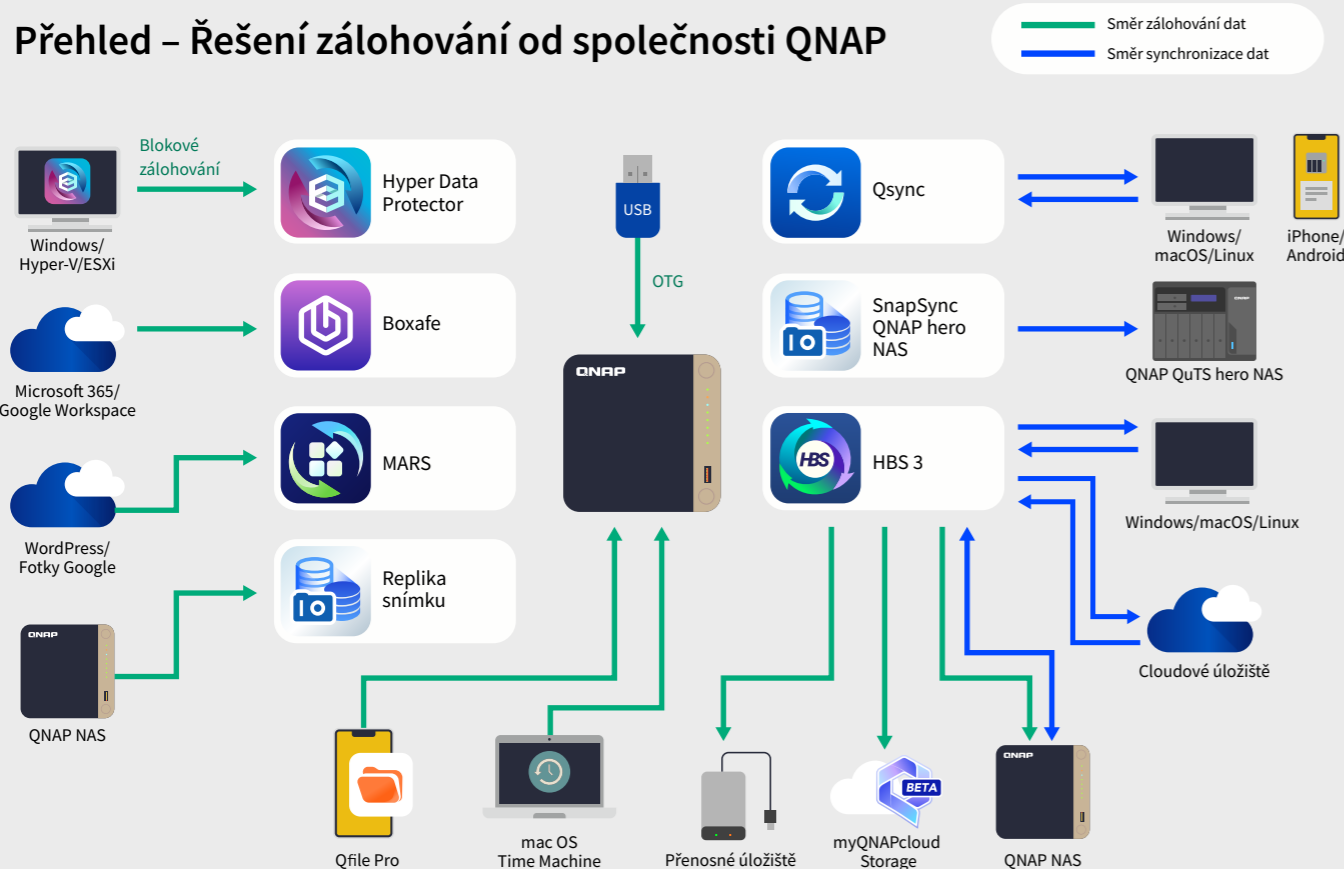 Přehled – Řešení zálohování od společnosti QNAP
Směr zálohování dat
Směr synchronizace dat
Blokové
zálohování
Windows/
Hyper-V/ESXi
Hyper Data
Protector
Microsoft 365/
Google Workspace
Boxafe
WordPress/
Fotky Google
MARS
QNAP
QNAP NAS
Replika
snímku
USB
OTG
QNAP
Qsync
Windows/
macOS/Linux
iPhone/
Android
SnapSync
QNAP hero
NAS
QNAP
QNAP QuTS hero NAS
HBS
HBS 3
Windows/macOS/Linux
Cloudové úložiště
Qfile Pro
mac OS
Time Machine
Přenosné úložiště
BETA
myQNAPcloud
Storage
QNAP
QNAP NAS